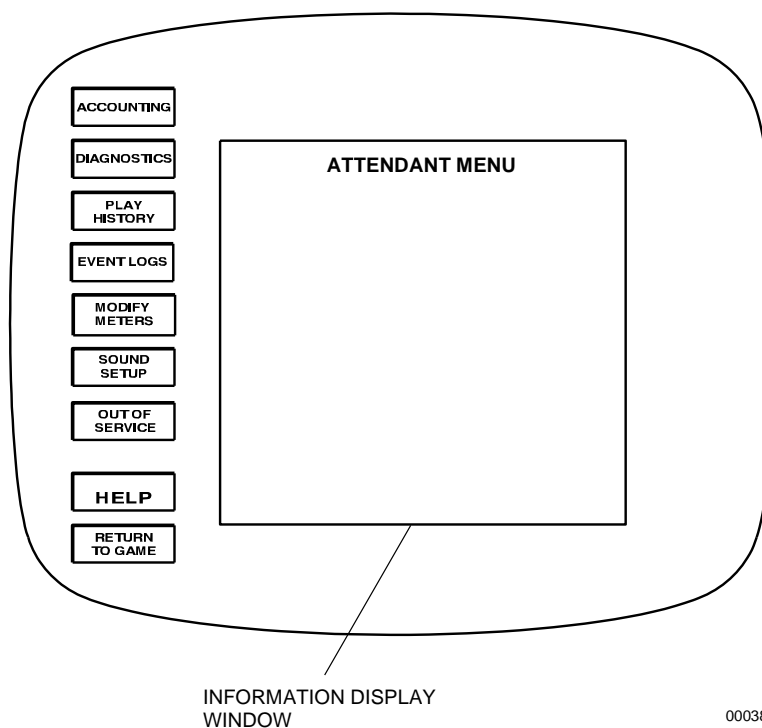 ACCOUNTING
DIAGNOSTICS
PLAY
HISTORY
EVENT LOGS
MODIFY
METERS
SOUND
SETUP
OUT OF
SERVICE
HELP
RETURN
TO GAME
ATTENDANT MENU
INFORMATION DISPLAY
WINDOW
00038